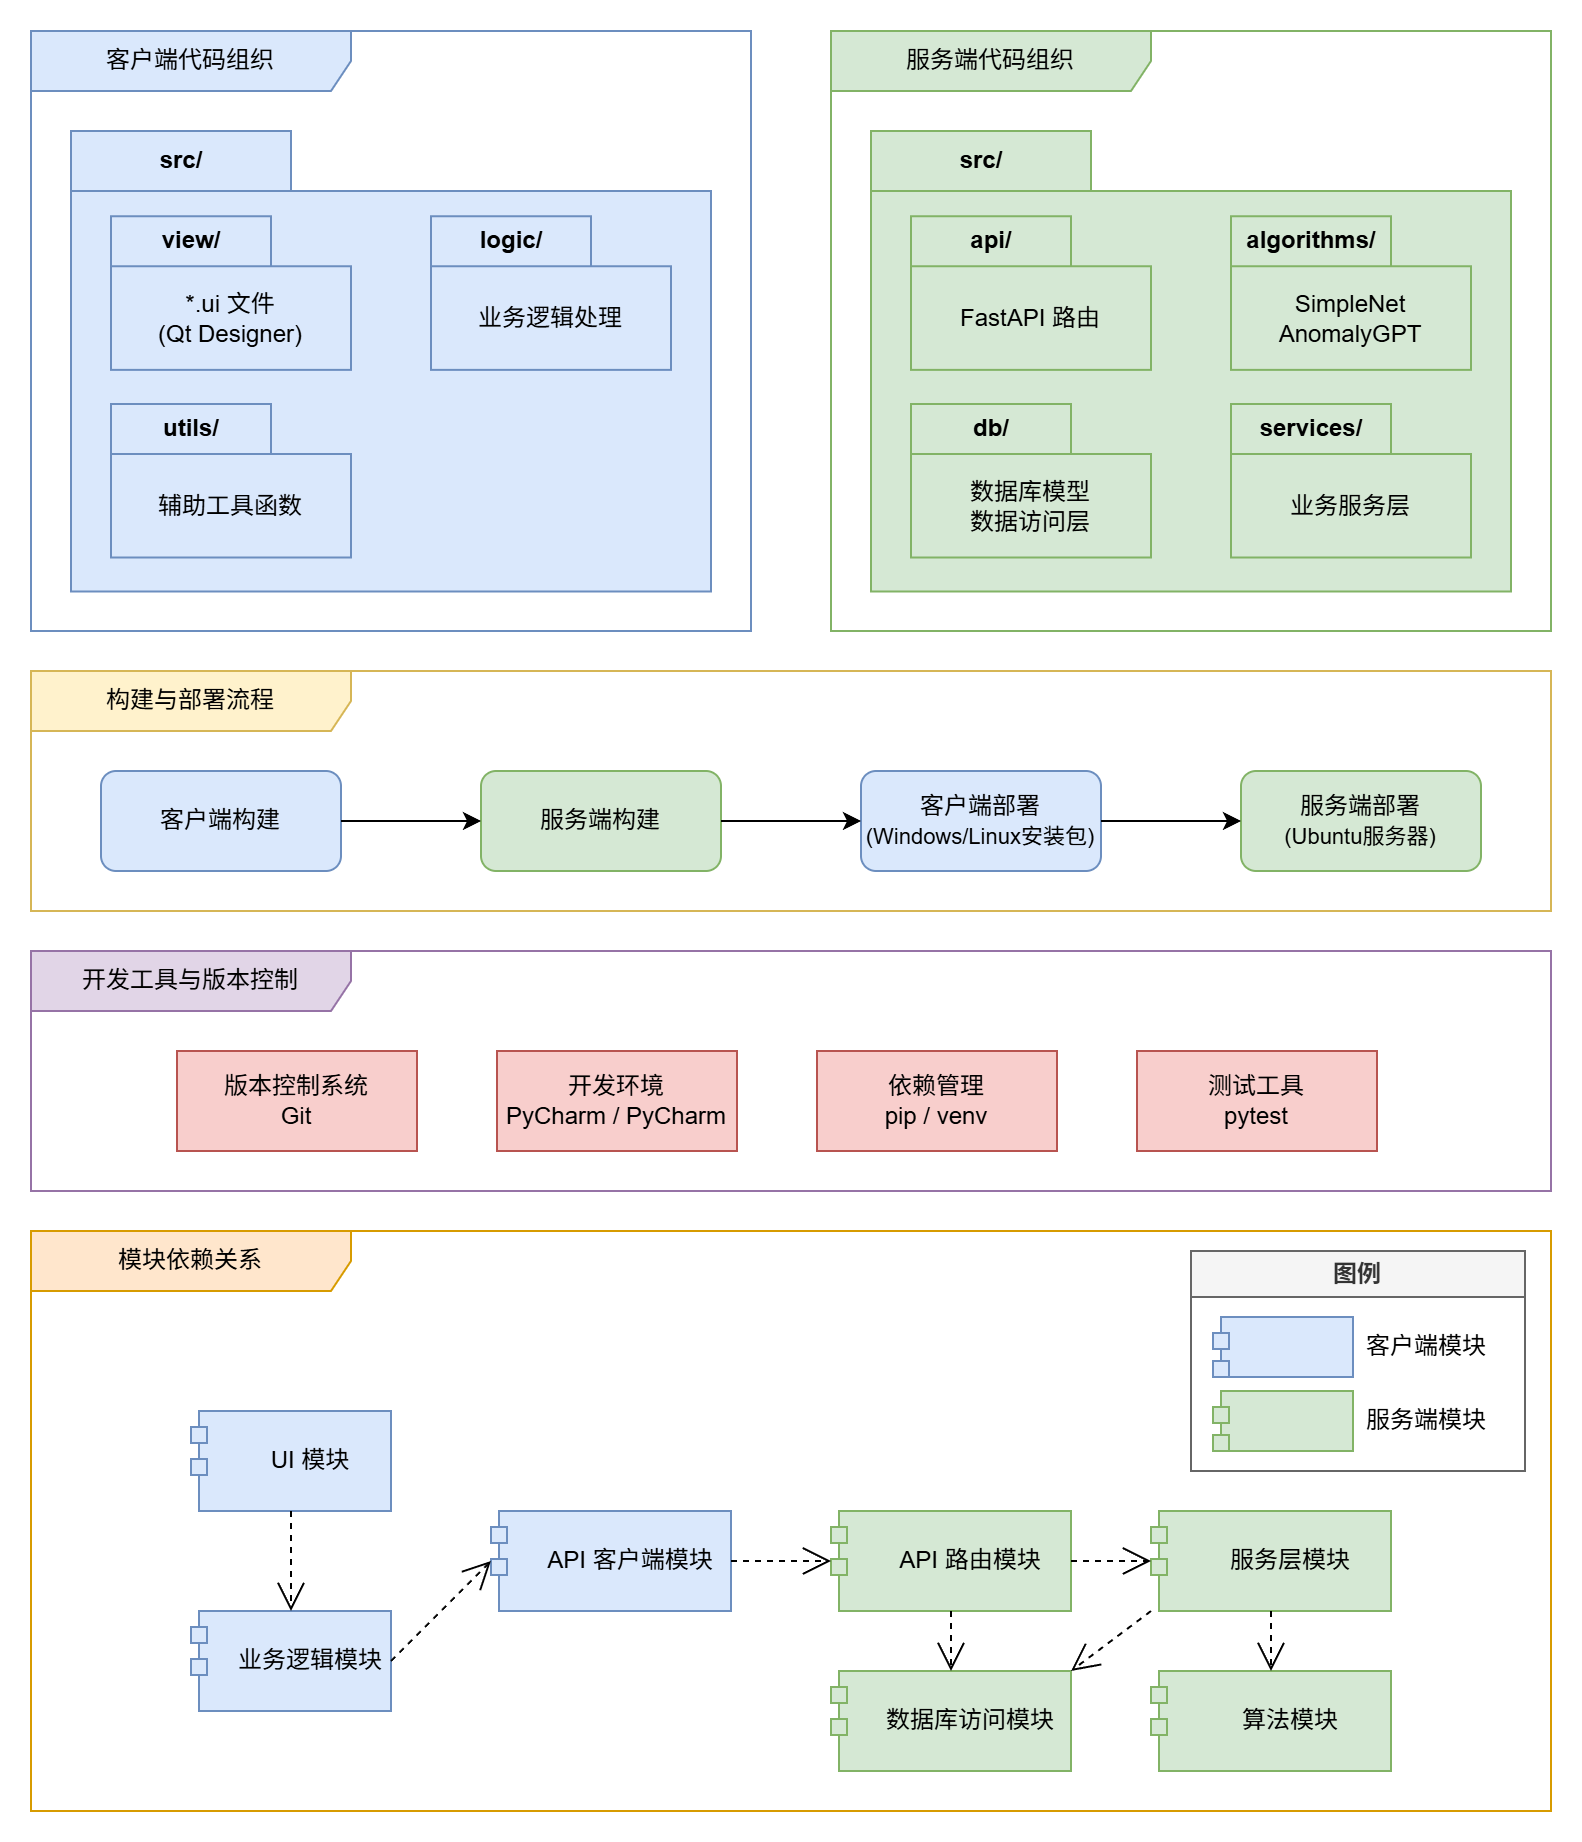 客户端代码组织
src/
view/
*.ui 文件
(Qt Designer)
logic/
业务逻辑处理
utils/
辅助工具函数
服务端代码组织
src/
api/
FastAPI 路由
algorithms/
SimpleNet
AnomalyGPT
db/
数据库模型
数据访问层
services/
业务服务层
构建与部署流程
客户端构建
服务端构建
客户端部署
(Windows/Linux安装包)
服务端部署
(Ubuntu服务器)
开发工具与版本控制
版本控制系统
Git
开发环境
PyCharm / PyCharm
依赖管理
pip / venv
测试工具
pytest
模块依赖关系
图例
客户端模块
服务端模块
UI 模块
业务逻辑模块
API 客户端模块
API 路由模块
服务层模块
数据库访问模块
算法模块